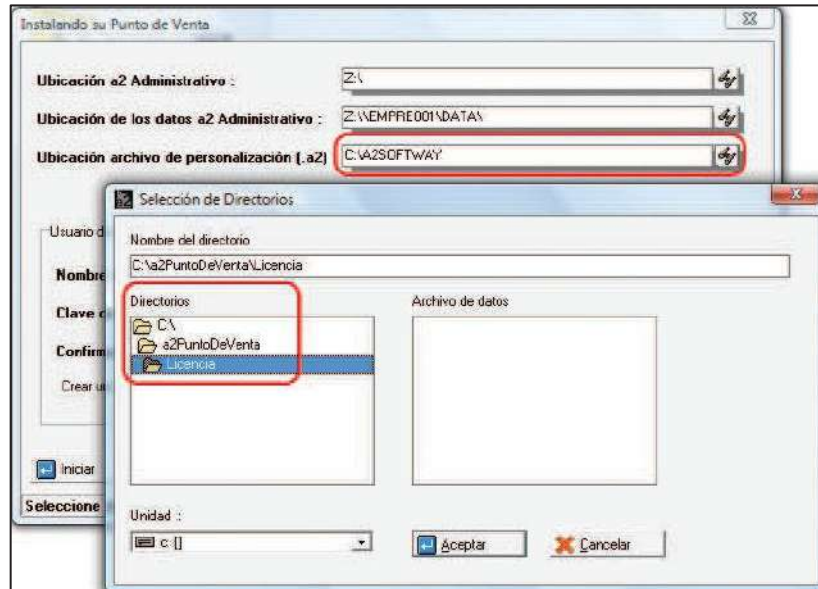 Instalando su Punto de Venta
Ubicación a2 Administrativo :
Z:\
Ubicación de los datos a2 Administrativo :
Z:\\EMPRE001\DATA\
Ubicación archivo de personalización (.a2)
C:\A2SOFTWAY
Selección de Directorios
Usuario d
Nombre del directorio
C:\a2PuntoDeVenta\Licencia
Nombre
Clave
Confirm
Crear
Directorios
Archivo de datos
C:\
a2PuntoDeVenta
Licencia
Iniciar
Seleccione
Unidad :
c: []
Aceptar
Cancelar